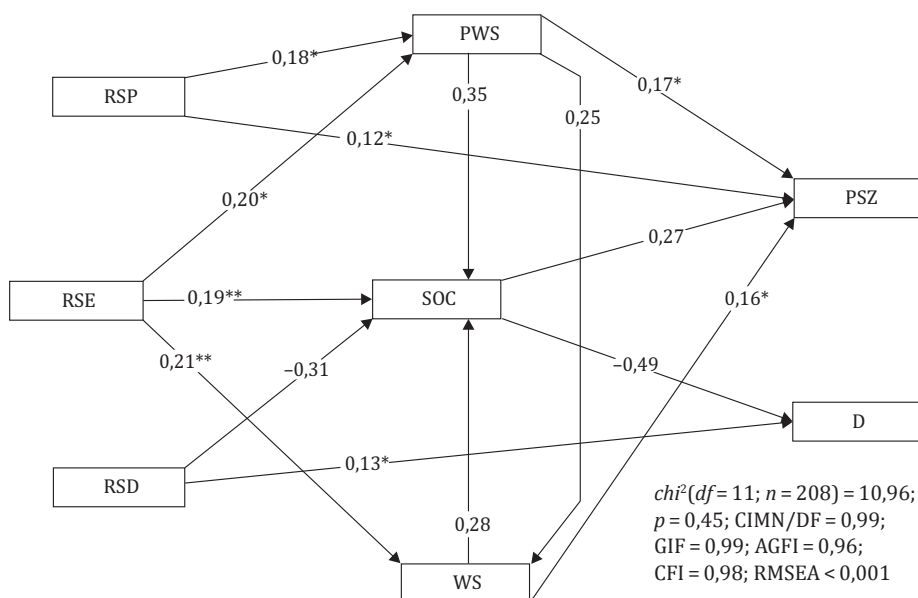 PWS
0,18*
RSP
0,17*
0,35
0,25
0,12*
PSZ
0,20*
0,27
SOC
RSE
0,19**
0,16*
0,21**
–0,31
–0,49
D
RSD
0,13*
0,28
WS
chi²(df = 11; n = 208) = 10,96;
p = 0,45; CIMN/DF = 0,99;
GIF = 0,99; AGFI = 0,96;
CFI = 0,98; RMSEA < 0,001